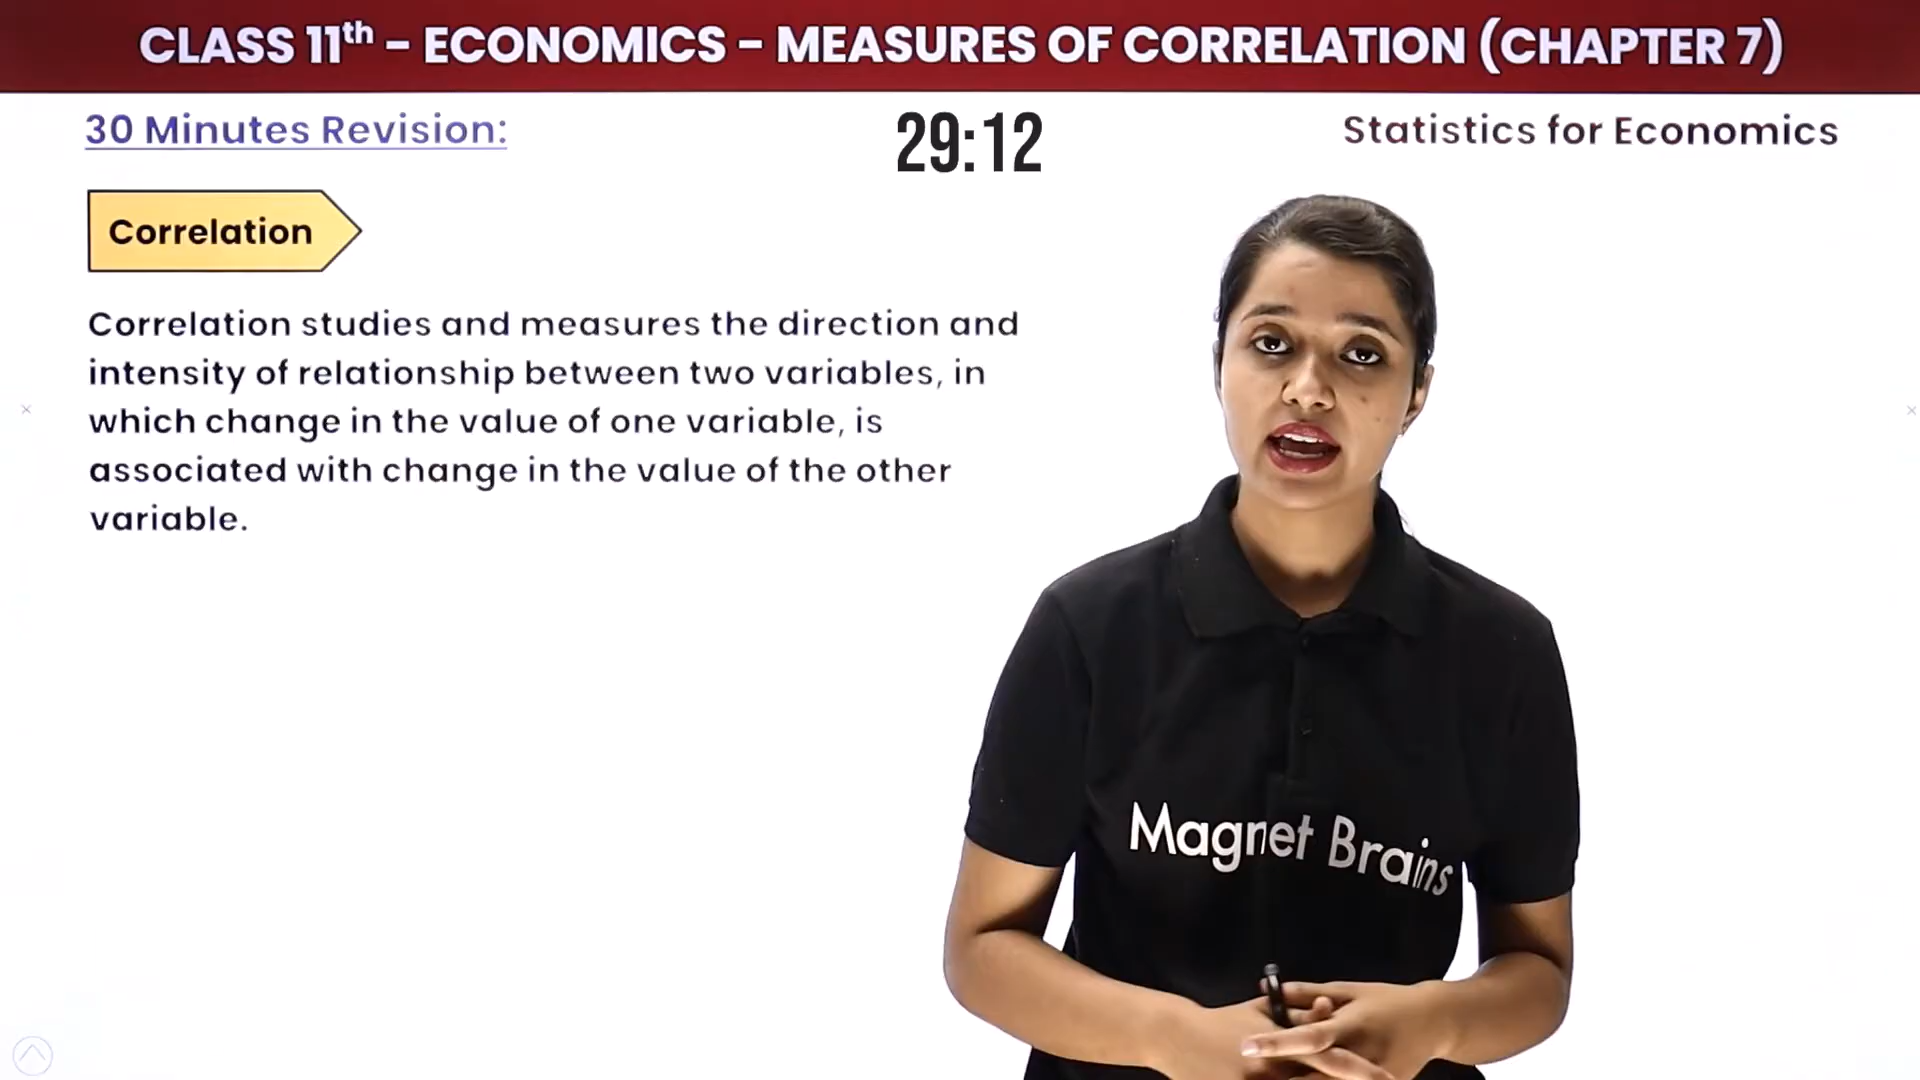 CLASS 11th – ECONOMICS – MEASURES OF CORRELATION (CHAPTER 7)
30 Minutes Revision:
29:12
Statistics for Economics
Correlation
Correlation studies and measures the direction and
intensity of relationship between two variables, in
which change in the value of one variable, is
associated with change in the value of the other
variable.
Magnet Brains